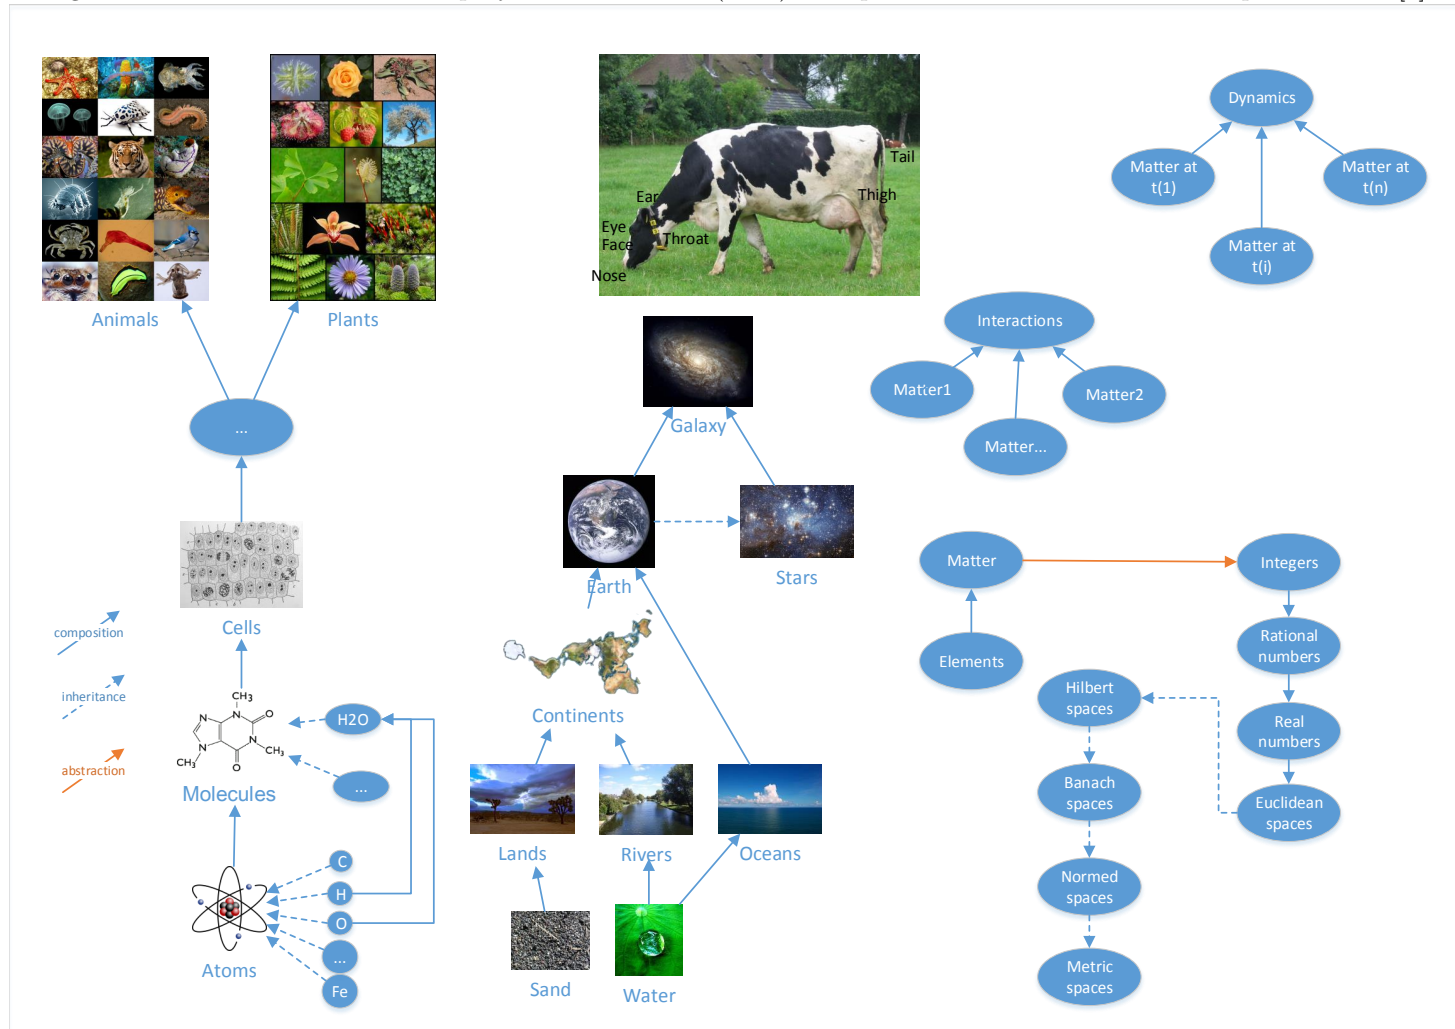 Dynamics
Matter at
t(1)
Matter at
t(n)
Matter at
t(i)
Tail
Thigh
Ear
Eye
Face
Throat
Nose
Animals
Plants
Interactions
Matter1
Matter2
Matter...
Galaxy
...
Earth
Stars
Matter
Integers
Elements
Rational
numbers
Hilbert
spaces
Real
numbers
Banach
spaces
Euclidean
spaces
Normed
spaces
Metric
spaces
Cells
composition
inheritance
abstraction
CH3
N
N
O
N
N
CH3
CH3
O
H2O
...
Molecules
Continents
Lands
Rivers
Oceans
C
H
O
...
Fe
Atoms
Sand
Water